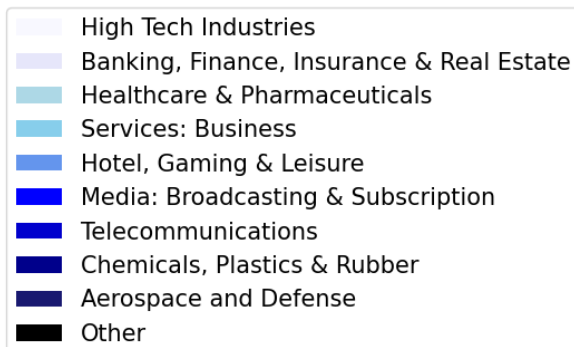 High Tech Industries
Banking, Finance, Insurance & Real Estate
Healthcare & Pharmaceuticals
Services: Business
Hotel, Gaming & Leisure
Media: Broadcasting & Subscription
Telecommunications
Chemicals, Plastics & Rubber
Aerospace and Defense
Other